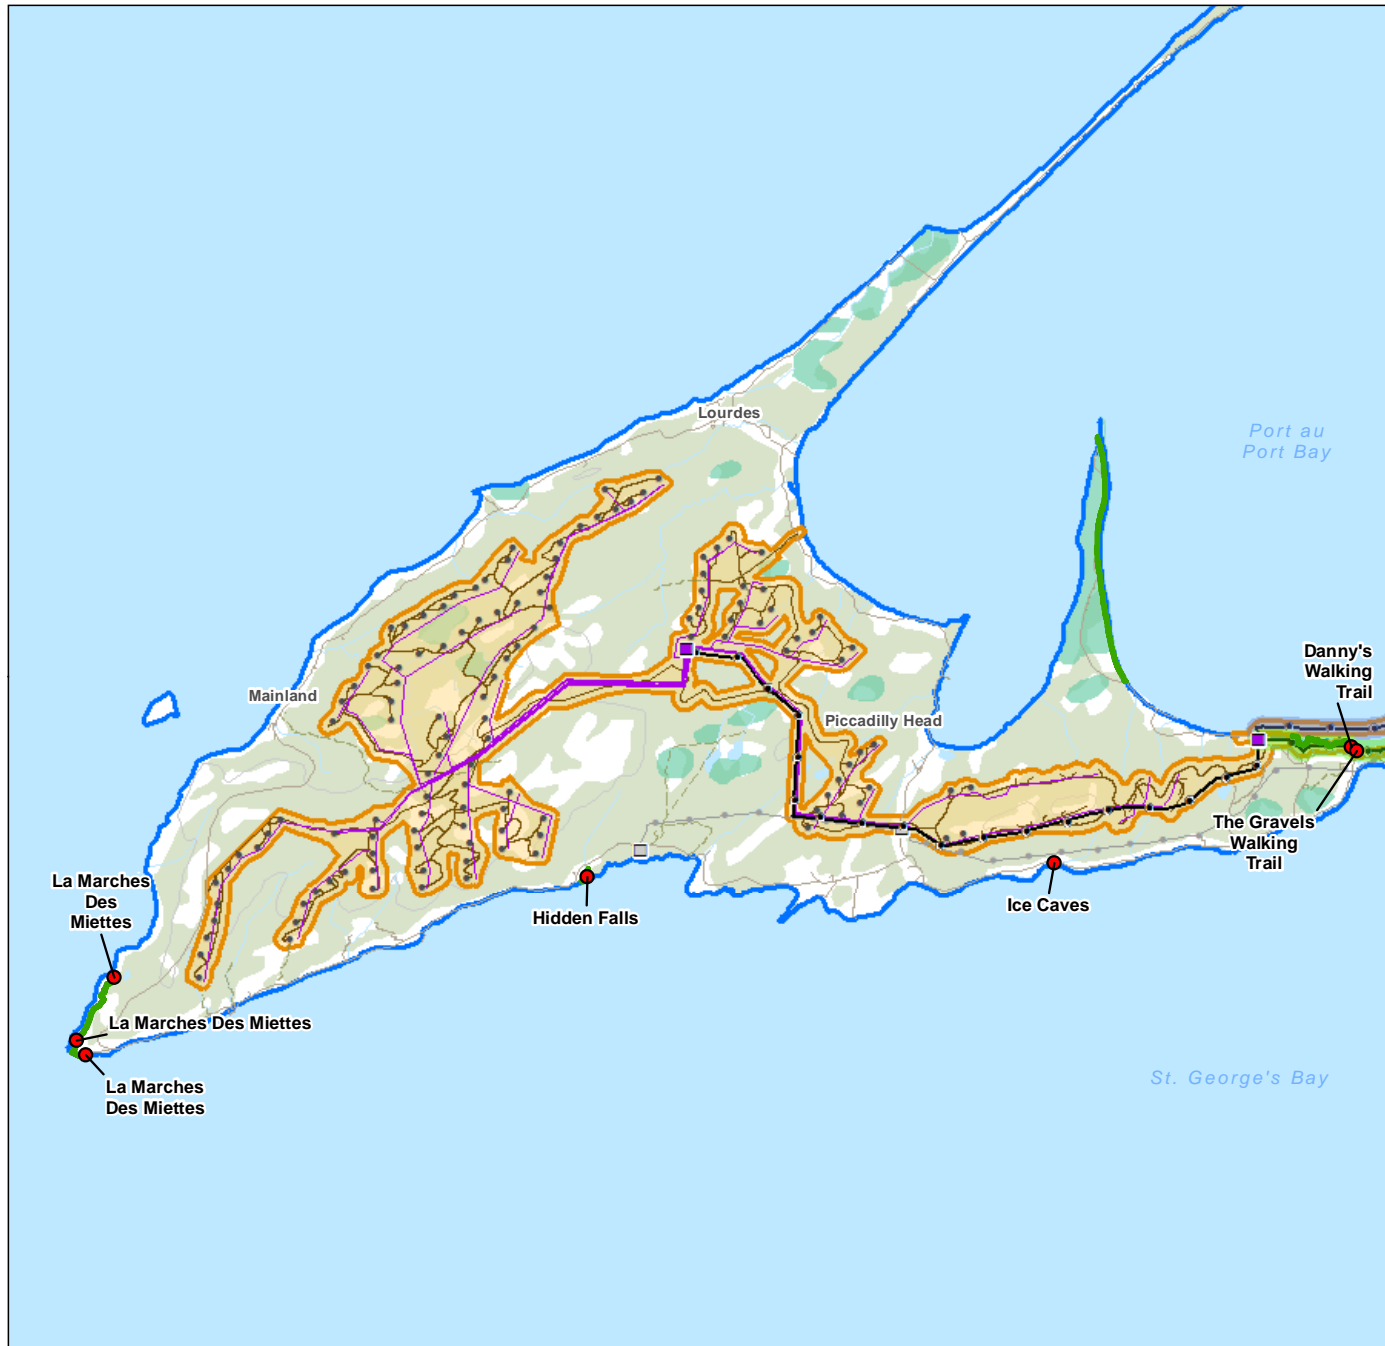 Lourdes
Port au
Port Bay
Danny's
Walking
Trail
Mainland
Piccadilly Head
The Gravels
Walking
Trail
La Marches
Des
Miettes
Hidden Falls
Ice Caves
La Marches Des Miettes
La Marches
Des Miettes
St. George's Bay